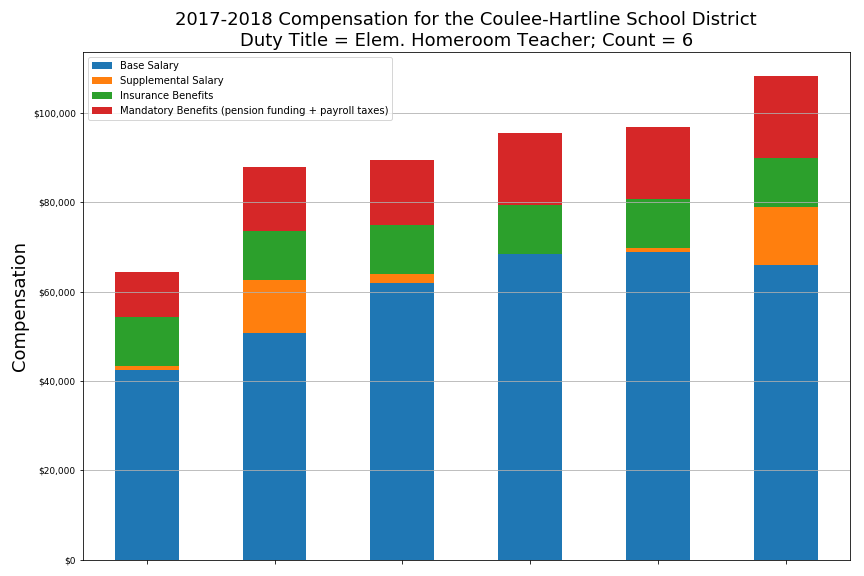 2017-2018 Compensation for the Coulee-Hartline School District
Duty Title = Elem. Homeroom Teacher; Count = 6
Base Salary
Supplemental Salary
Insurance Benefits
Mandatory Benefits (pension funding + payroll taxes)
Compensation
$100,000
$80,000
$60,000
$40,000
$20,000
$0